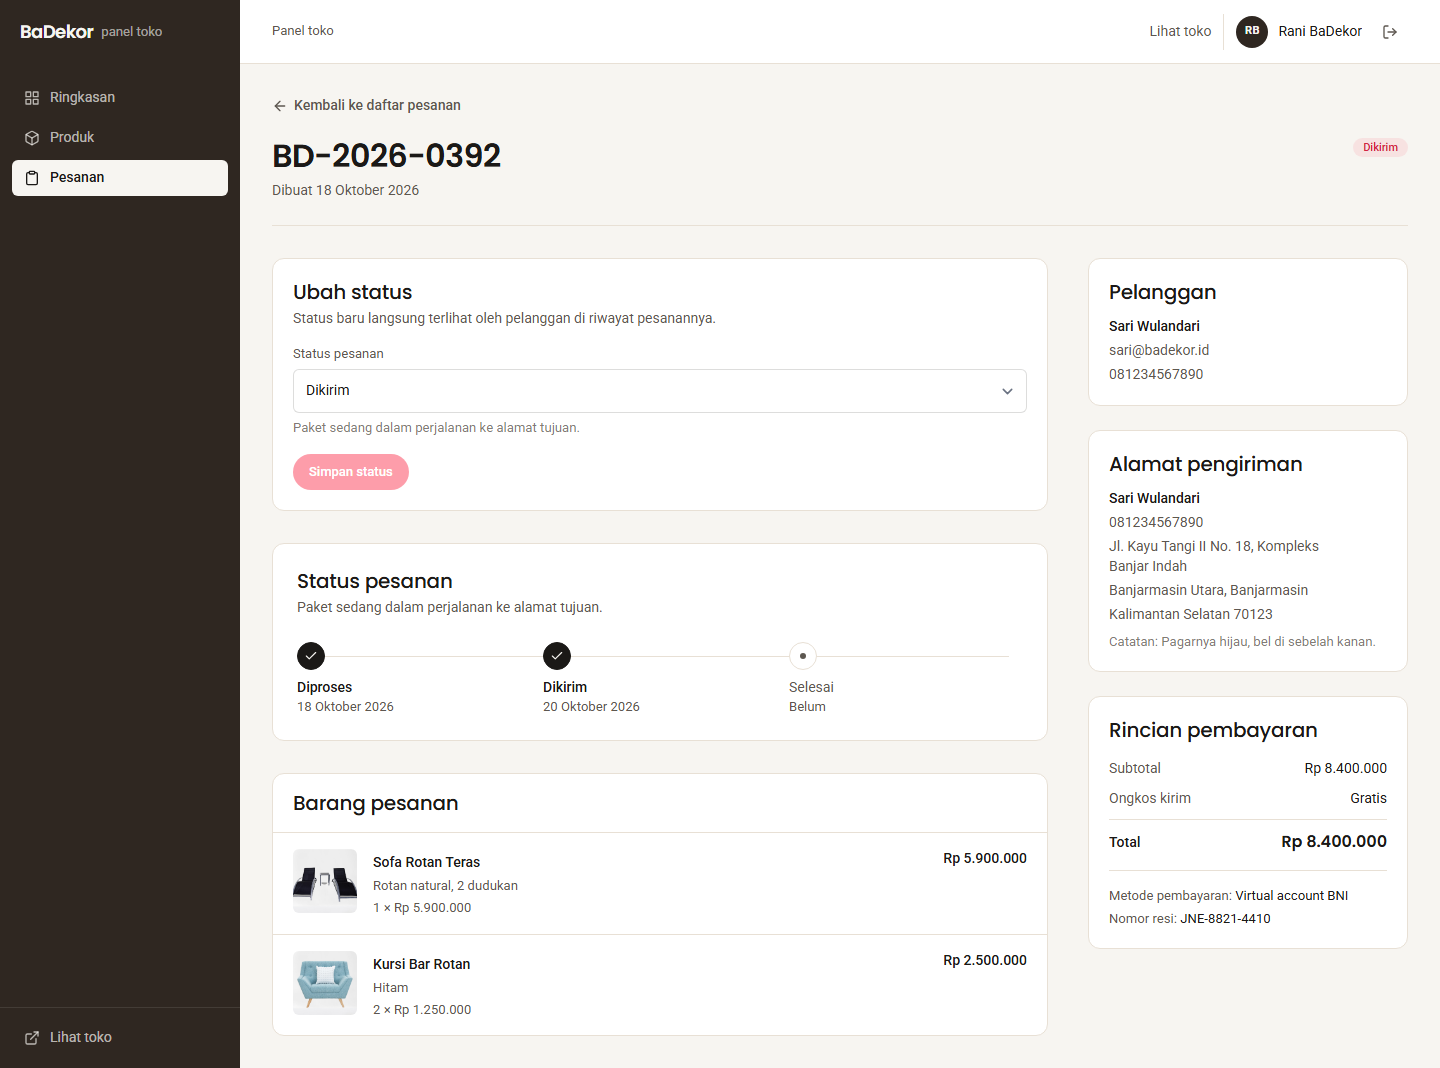 BaDekor panel toko
Ringkasan
Produk
Pesanan
Lihat toko
Panel toko
Lihat toko
RB
Rani BaDekor
Kembali ke daftar pesanan
BD-2026-0392
Dikirim
Dibuat 18 Oktober 2026
Ubah status
Status baru langsung terlihat oleh pelanggan di riwayat pesanannya.
Status pesanan
Dikirim
Paket sedang dalam perjalanan ke alamat tujuan.
Simpan status
Status pesanan
Paket sedang dalam perjalanan ke alamat tujuan.
Diproses
18 Oktober 2026
Dikirim
20 Oktober 2026
Selesai
Belum
Barang pesanan
Sofa Rotan Teras
Rp 5.900.000
Rotan natural, 2 dudukan
1 × Rp 5.900.000
Kursi Bar Rotan
Rp 2.500.000
Hitam
2 × Rp 1.250.000
Pelanggan
Sari Wulandari
sari@badekor.id
081234567890
Alamat pengiriman
Sari Wulandari
081234567890
Jl. Kayu Tangi II No. 18, Kompleks
Banjar Indah
Banjarmasin Utara, Banjarmasin
Kalimantan Selatan 70123
Catatan: Pagarnya hijau, bel di sebelah kanan.
Rincian pembayaran
Subtotal Rp 8.400.000
Ongkos kirim Gratis
Total Rp 8.400.000
Metode pembayaran: Virtual account BNI
Nomor resi: JNE-8821-4410